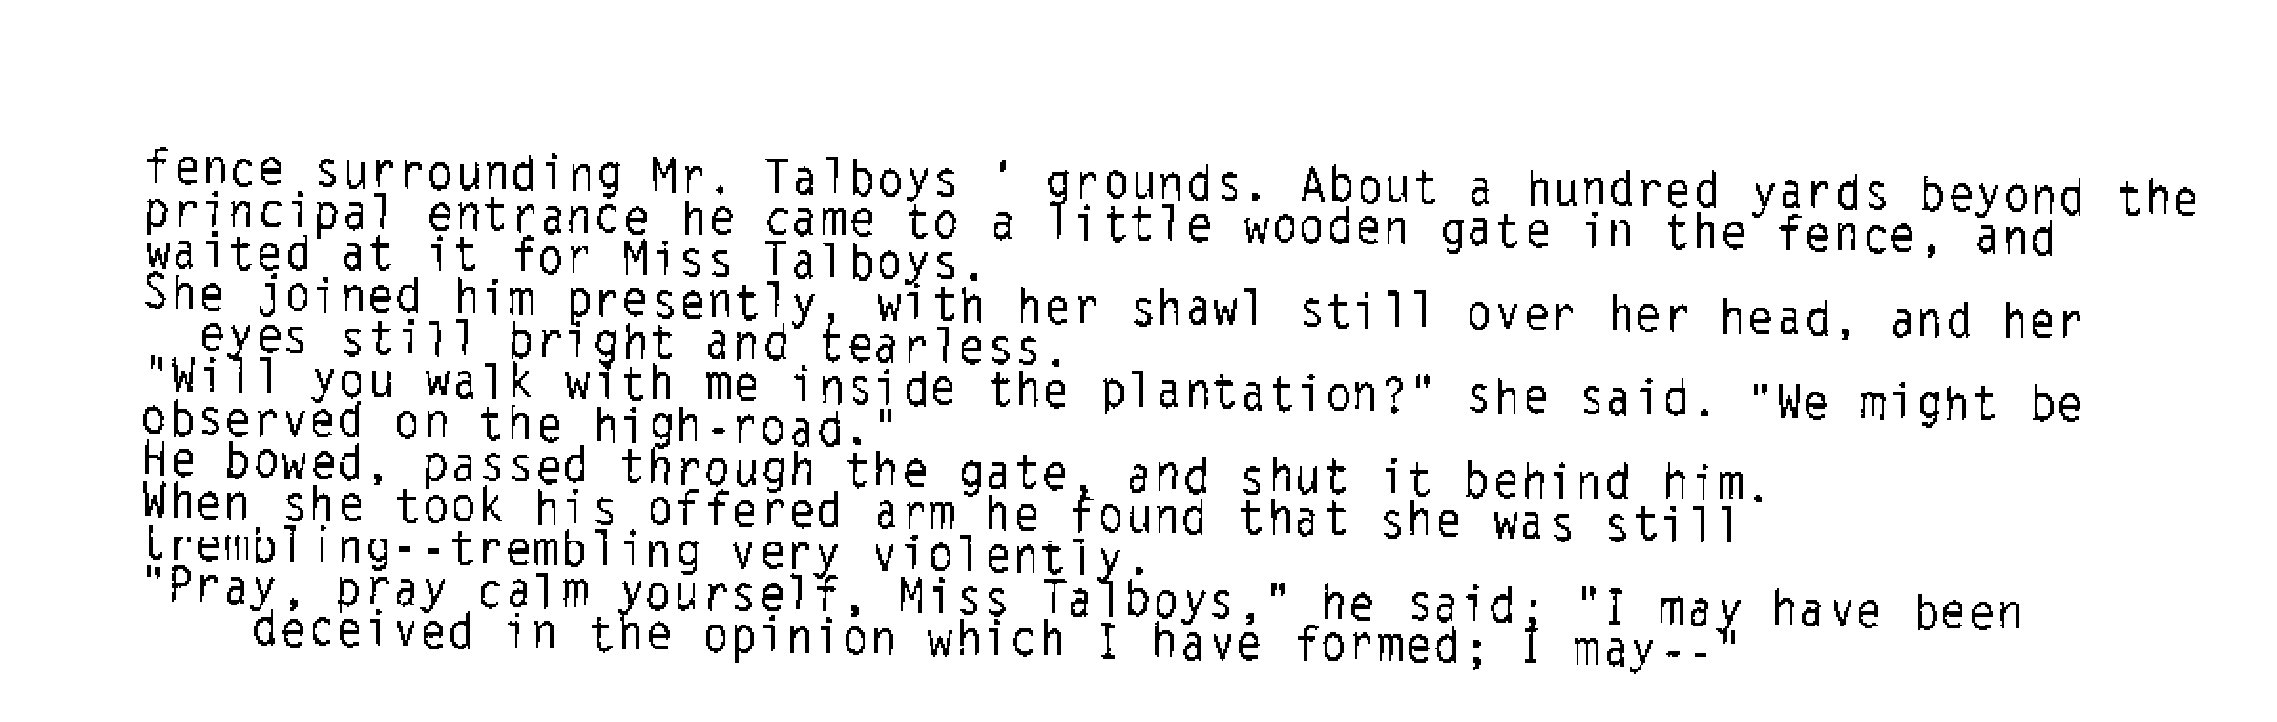 fence surrounding Mr. Talboys ' grounds. About a hundred yards beyond the
principal entrance he came to a little wooden gate in the fence, and
waited at it for Miss Talboys.
She joined him presently, with her shawl still over her head, and her
eyes still bright and tearless.
"Will you walk with me inside the plantation?" she said. "We might be
observed on the high-road."
He bowed, passed through the gate, and shut it behind him.
When she took his offered arm he found that she was still
trembling--trembling very violently.
"Pray, pray calm yourself, Miss Talboys," he said; "I may have been
deceived in the opinion which I have formed; I may--"